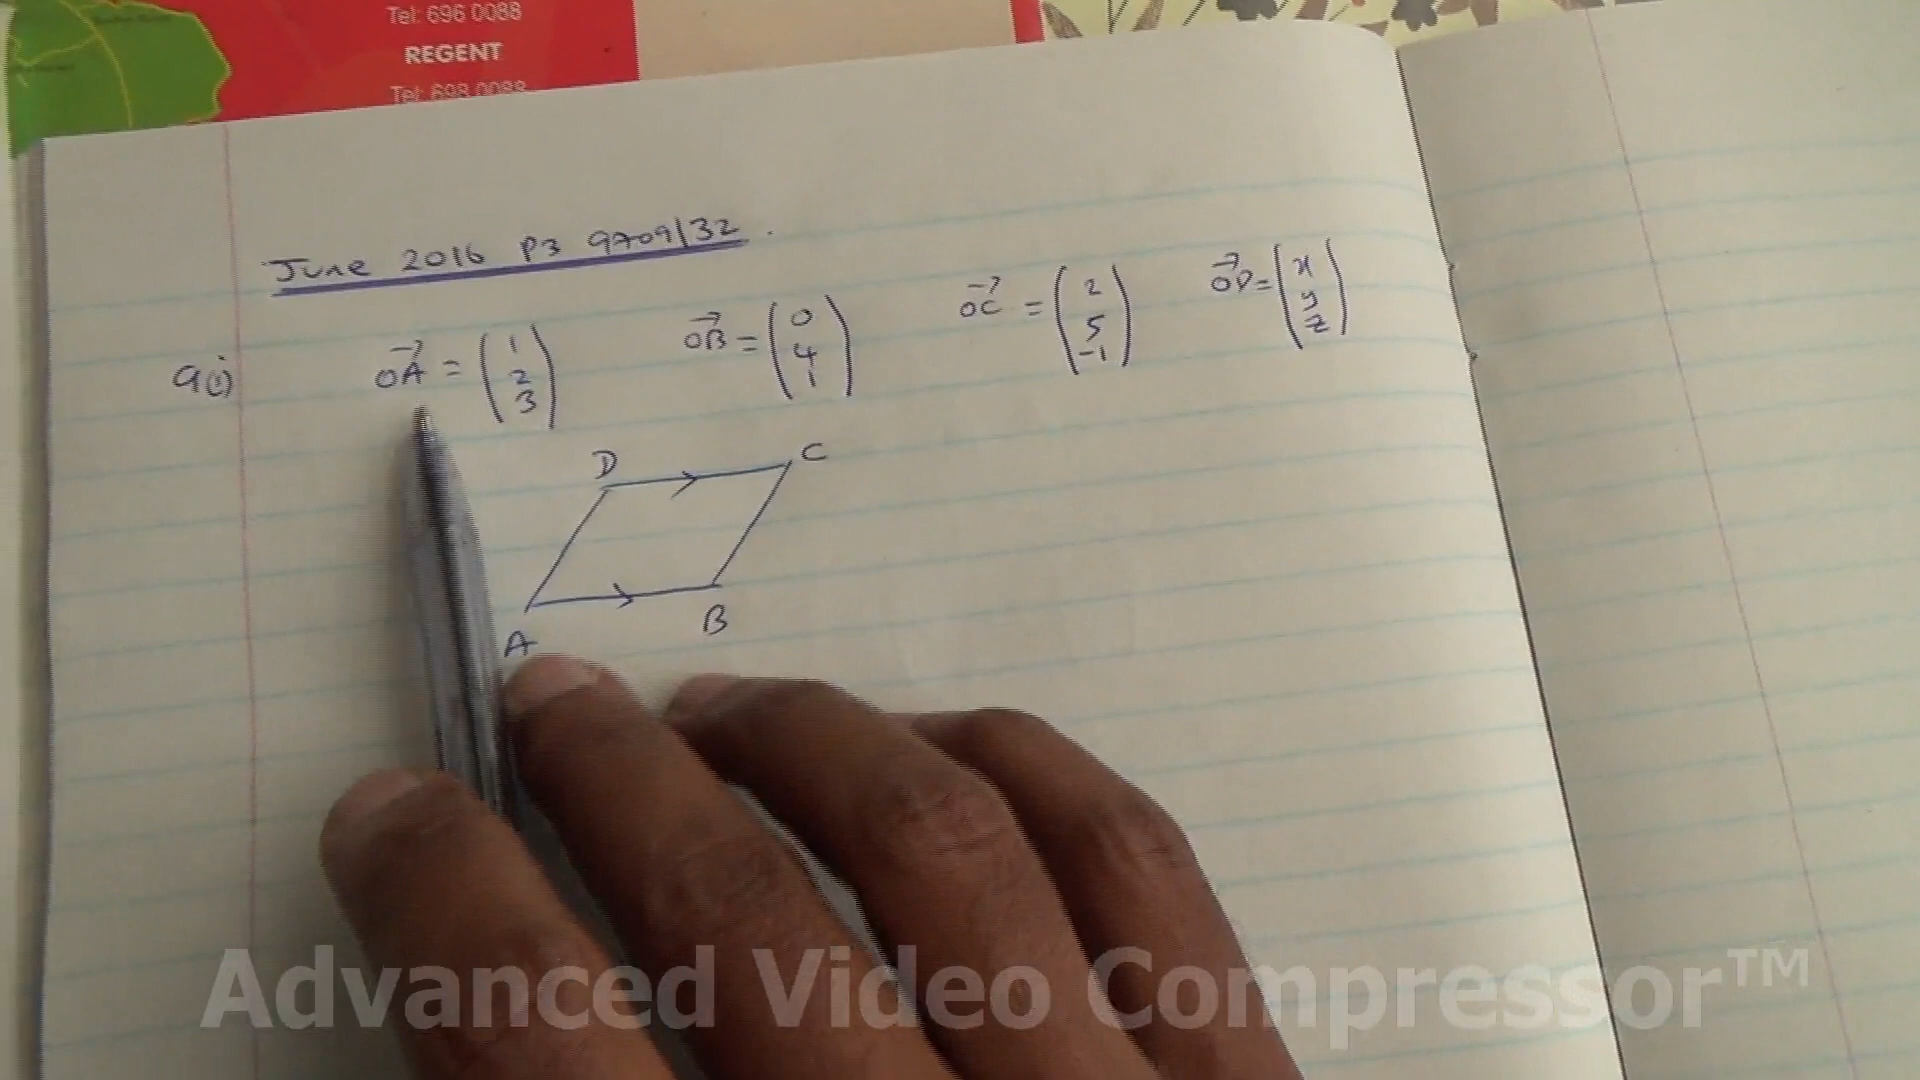 Tel: 696 0088
REGENT
Tel: 698 0088
June 2016 P3 9709/32.
9(i) →OA = (1 2 3) →OB = (0 4 1) →OC = (2 5 -1) →OD = (x y z)
D C
A B
Advanced Video Compressor™